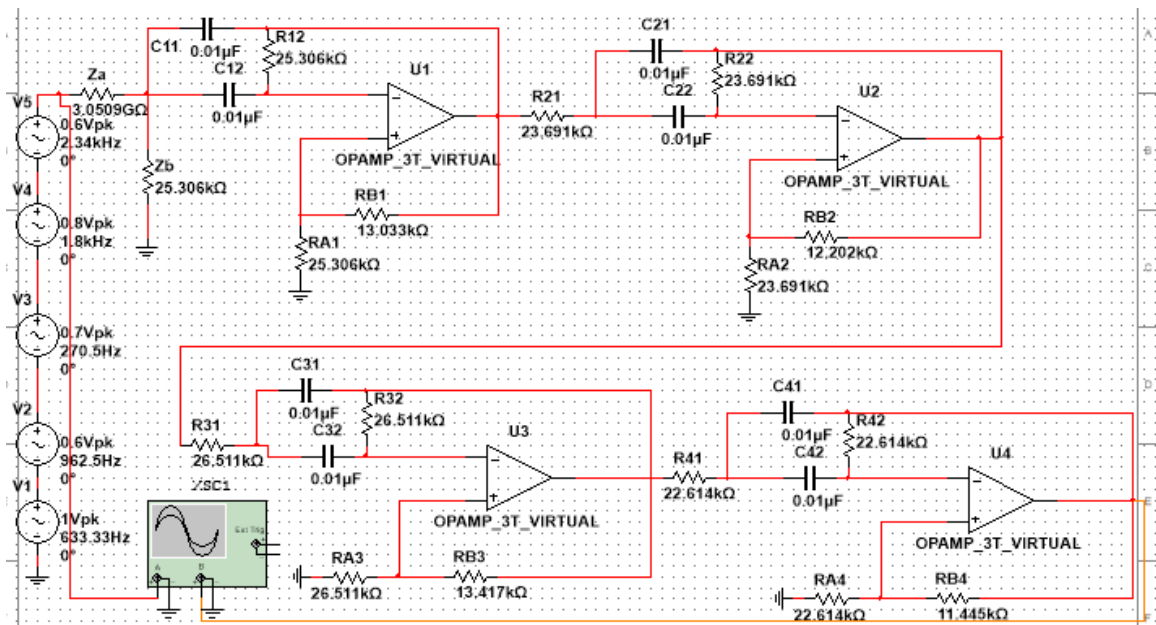 C11
0.01µF
R12
25.306kΩ
C12
0.01µF
Za
3.0509GΩ
Zb
25.306kΩ
U1
OPAMP_3T_VIRTUAL
RB1
13.033kΩ
RA1
25.306kΩ
C21
0.01µF
R22
23.691kΩ
C22
0.01µF
R21
23.691kΩ
U2
OPAMP_3T_VIRTUAL
RB2
12.202kΩ
RA2
23.691kΩ
V5
0.6Vpk
2.34kHz
0°
V4
0.8Vpk
1.8kHz
0°
V3
0.7Vpk
270.5Hz
0°
V2
0.6Vpk
962.5Hz
0°
V1
1Vpk
633.33Hz
0°
XSC1
Ext Trig
A
B
C31
0.01µF
R32
26.511kΩ
R31
26.511kΩ
C32
0.01µF
U3
OPAMP_3T_VIRTUAL
RA3
26.511kΩ
RB3
13.417kΩ
C41
0.01µF
R42
22.614kΩ
C42
0.01µF
R41
22.614kΩ
U4
OPAMP_3T_VIRTUAL
RA4
22.614kΩ
RB4
11.445kΩ
A
B
C
D
E
F